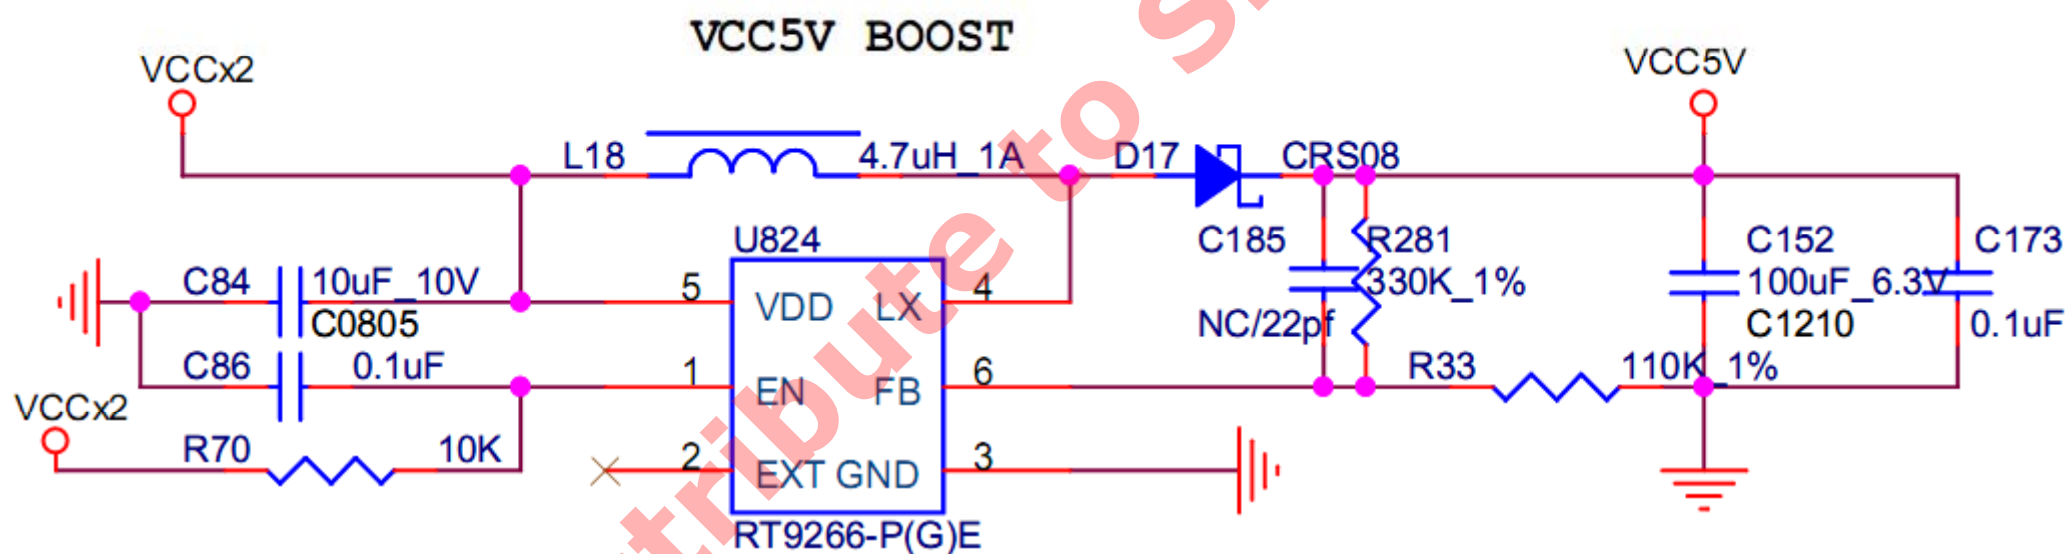 VCC5V BOOST
VCCx2
VCC5V
L18 4.7uH_1A D17 CRS08
U824
C185 R281 C152 C173
C84 10uF_10V 5 VDD LX 4 330K_1% 100uF_6.3V
C0805 NC/22pf C1210 0.1uF
C86 0.1uF 1 EN FB 6 R33 110K_1%
VCCx2
R70 10K 2 EXT GND 3
RT9266-P(G)E
tribute to s